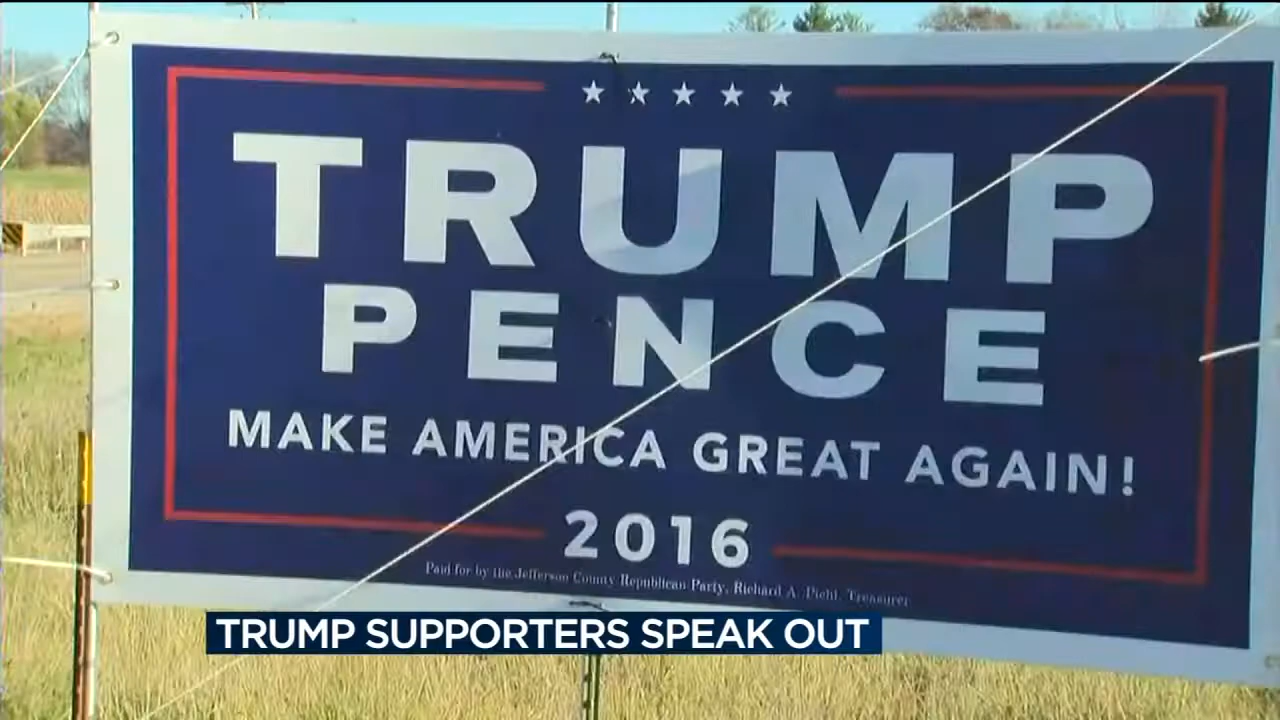 TRUMP
PENCE
MAKE AMERICA GREAT AGAIN!
2016
Paid for by the Jefferson County Republican Party, Richard A. Piehl, Treasurer
TRUMP SUPPORTERS SPEAK OUT